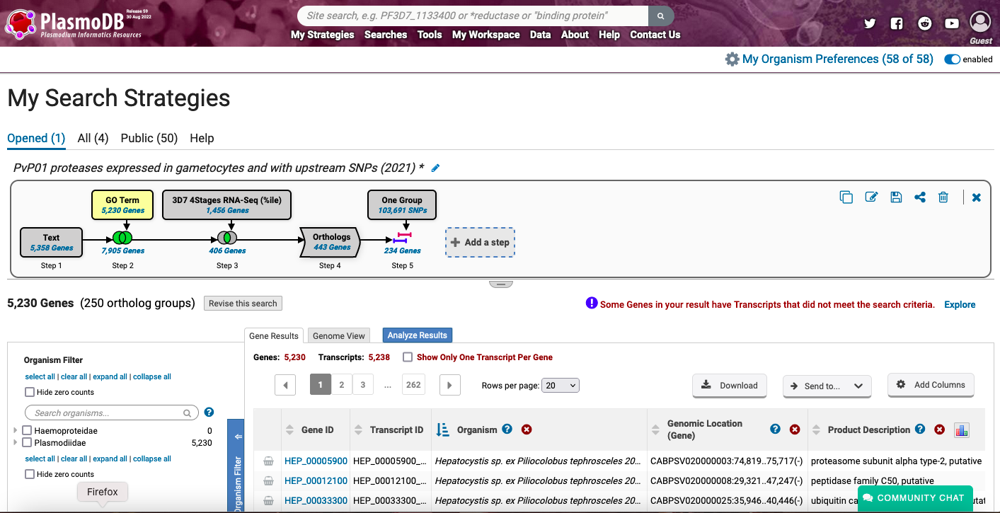 PlasmoDB
Release 59
30 Aug 2022
Plasmodium Informatics Resources
Site search, e.g. PF3D7_1133400 or *reductase or "binding protein"
My Strategies Searches Tools My Workspace Data About Help Contact Us
Guest
My Organism Preferences (58 of 58) enabled
My Search Strategies
Opened (1) All (4) Public (50) Help
PvP01 proteases expressed in gametocytes and with upstream SNPs (2021) *
GO Term
5,230 Genes
3D7 4Stages RNA-Seq (%ile)
1,456 Genes
One Group
103,691 SNPs
Text
5,358 Genes
7,905 Genes
406 Genes
Orthologs
443 Genes
234 Genes
Add a step
Step 1 Step 2 Step 3 Step 4 Step 5
5,230 Genes (250 ortholog groups) Revise this search
Some Genes in your result have Transcripts that did not meet the search criteria. Explore
Gene Results Genome View Analyze Results
Organism Filter
select all | clear all | expand all | collapse all
Hide zero counts
Search organisms...
Haemoproteidae 0
Plasmodiidae 5,230
select all | clear all | expand all | collapse all
Hide zero counts
Firefox
Organism Filter
Genes: 5,230 Transcripts: 5,238 Show Only One Transcript Per Gene
1 2 3 ... 262 Rows per page: 20 Download Send to... Add Columns
Gene ID Transcript ID Organism Genomic Location (Gene) Product Description
HEP_00005900 HEP_00005900_... Hepatocystis sp. ex Piliocolobus tephrosceles 20... CABPSV020000003:74,819..75,717(-) proteasome subunit alpha type-2, putative
HEP_00012100 HEP_00012100_... Hepatocystis sp. ex Piliocolobus tephrosceles 20... CABPSV020000008:29,321..47,247(-) peptidase family C50, putative
HEP_00033300 HEP_00033300_... Hepatocystis sp. ex Piliocolobus tephrosceles 20... CABPSV020000025:35,946..40,446(-) ubiquitin
COMMUNITY CHAT